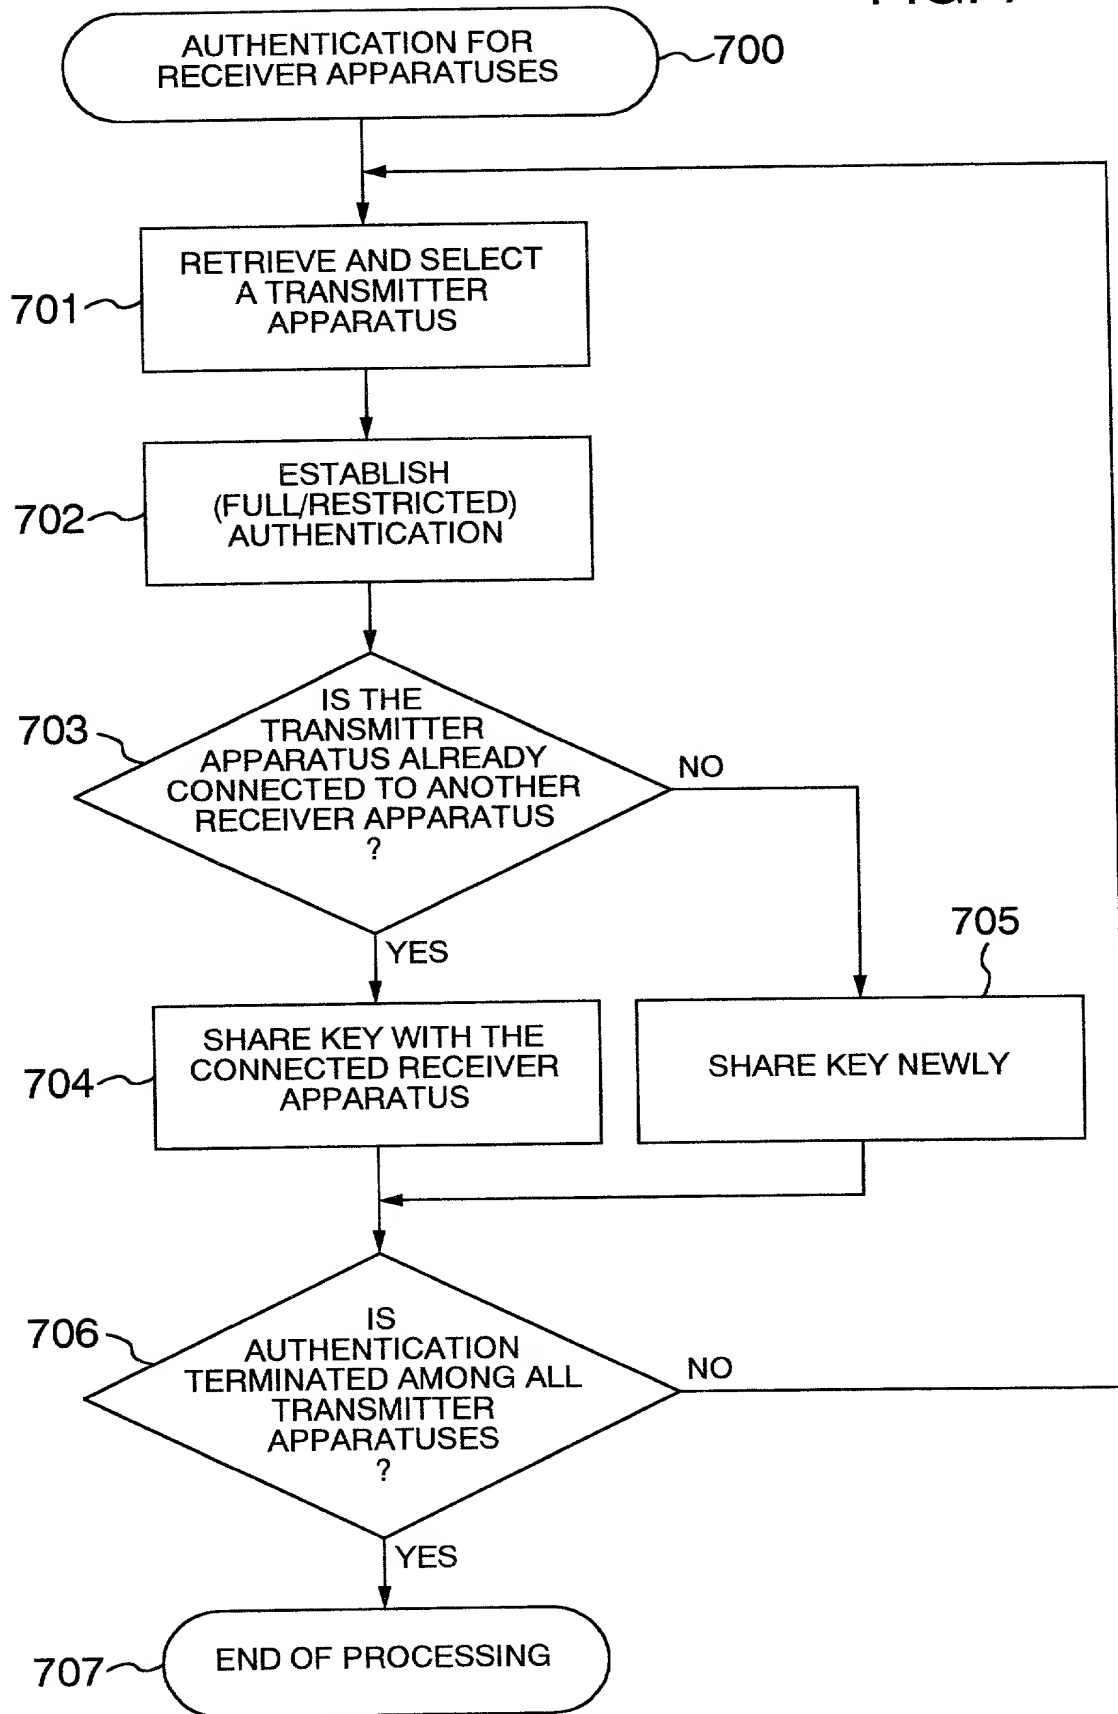 AUTHENTICATION FOR
RECEIVER APPARATUSES
700
RETRIEVE AND SELECT
A TRANSMITTER
APPARATUS
701
ESTABLISH
(FULL/RESTRICTED)
AUTHENTICATION
702
IS THE
TRANSMITTER
APPARATUS ALREADY
CONNECTED TO ANOTHER
RECEIVER APPARATUS
?
703
NO
YES
705
SHARE KEY WITH THE
CONNECTED RECEIVER
APPARATUS
704
SHARE KEY NEWLY
IS
AUTHENTICATION
TERMINATED AMONG ALL
TRANSMITTER
APPARATUSES
?
706
NO
YES
END OF PROCESSING
707